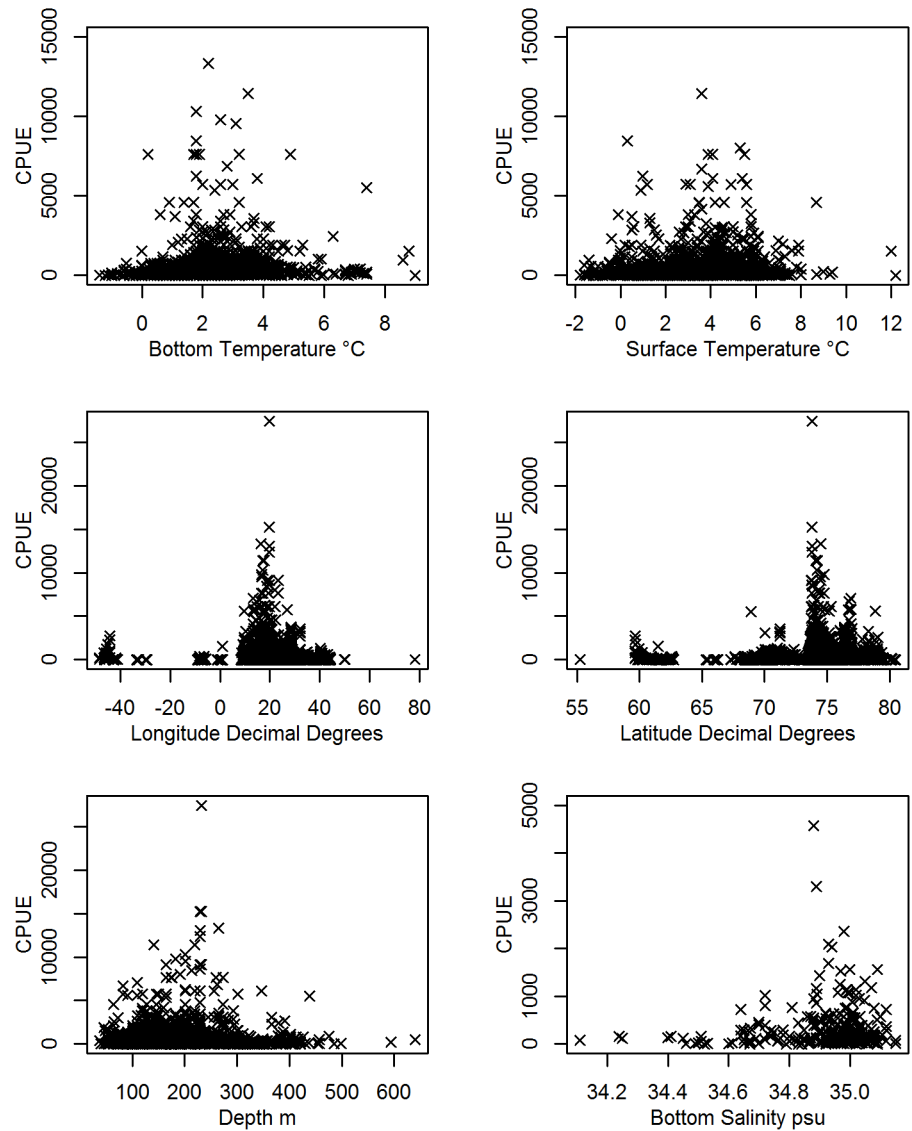 CPUE
15000
10000
5000
0
0 2 4 6 8
Bottom Temperature °C
CPUE
15000
10000
5000
0
-2 0 2 4 6 8 10 12
Surface Temperature °C
CPUE
20000
10000
0
-40 -20 0 20 40 60 80
Longitude Decimal Degrees
CPUE
20000
10000
0
55 60 65 70 75 80
Latitude Decimal Degrees
CPUE
20000
10000
0
100 200 300 400 500 600
Depth m
CPUE
5000
3000
1000
0
34.2 34.4 34.6 34.8 35.0
Bottom Salinity psu